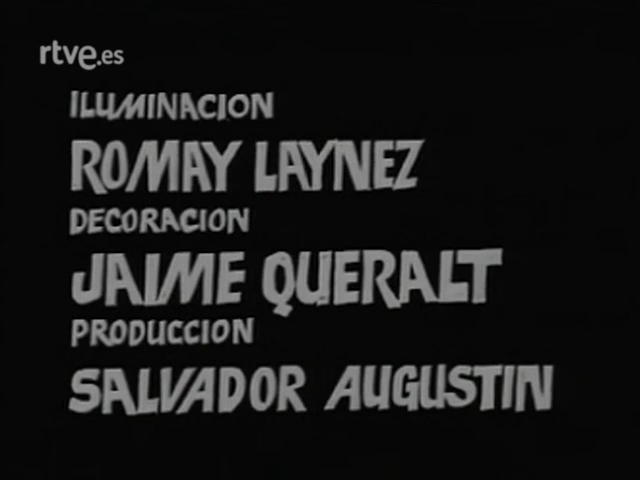 rtve.es
ILUMINACION
ROMAY LAYNEZ
DECORACION
JAIME QUERALT
PRODUCCION
SALVADOR AUGUSTIN